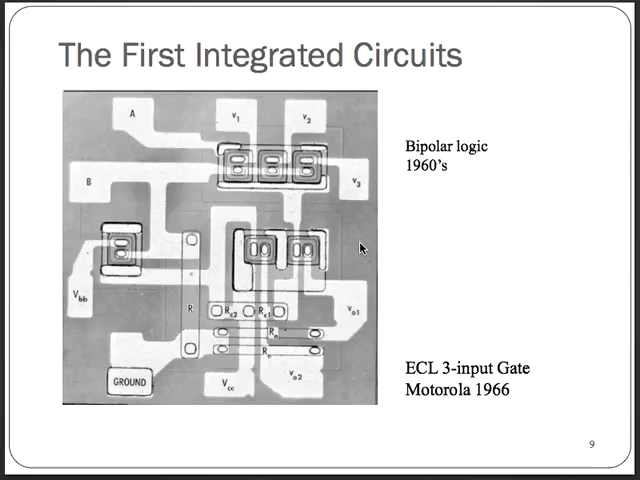 The First Integrated Circuits
A
v1
v2
Bipolar logic
1960's
B
v3
Vbb
R
Rc2
Rc1
vo1
Re
Ro
GROUND
Vcc
vo2
ECL 3-input Gate
Motorola 1966
9